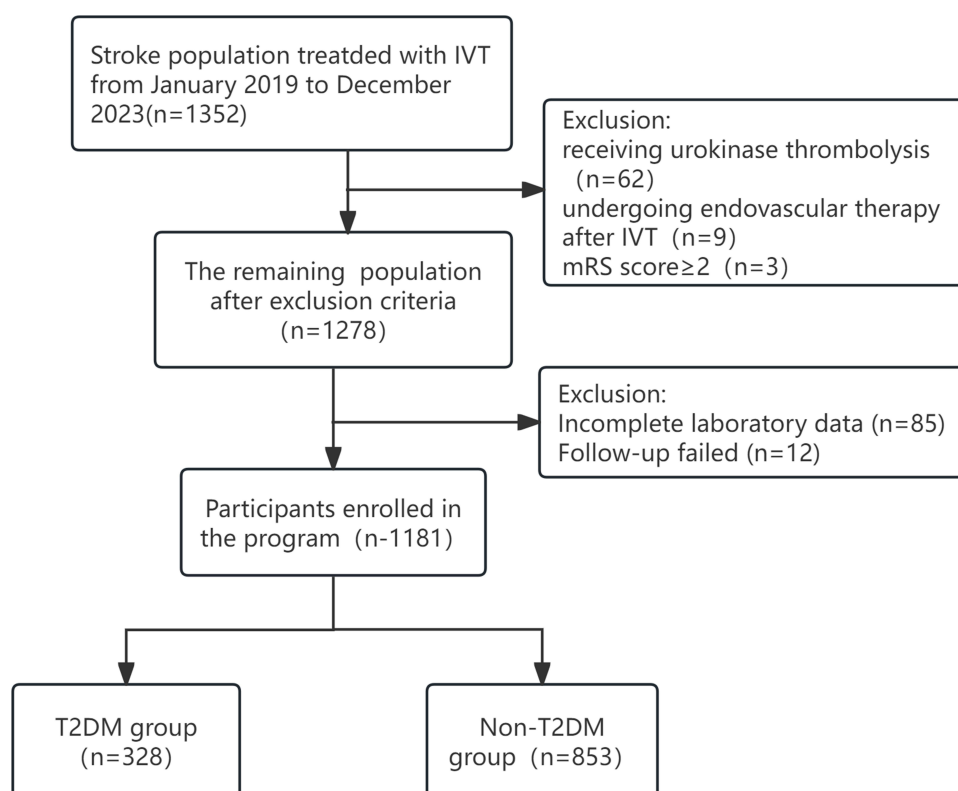 Stroke population treatded with IVT
from January 2019 to December
2023(n=1352)
Exclusion:
receiving urokinase thrombolysis
（n=62）
undergoing endovascular therapy
after IVT（n=9）
mRS score≥2（n=3）
The remaining population
after exclusion criteria
（n=1278）
Exclusion:
Incomplete laboratory data (n=85)
Follow-up failed (n=12)
Participants enrolled in
the program（n-1181）
T2DM group
（n=328）
Non-T2DM
group（n=853）